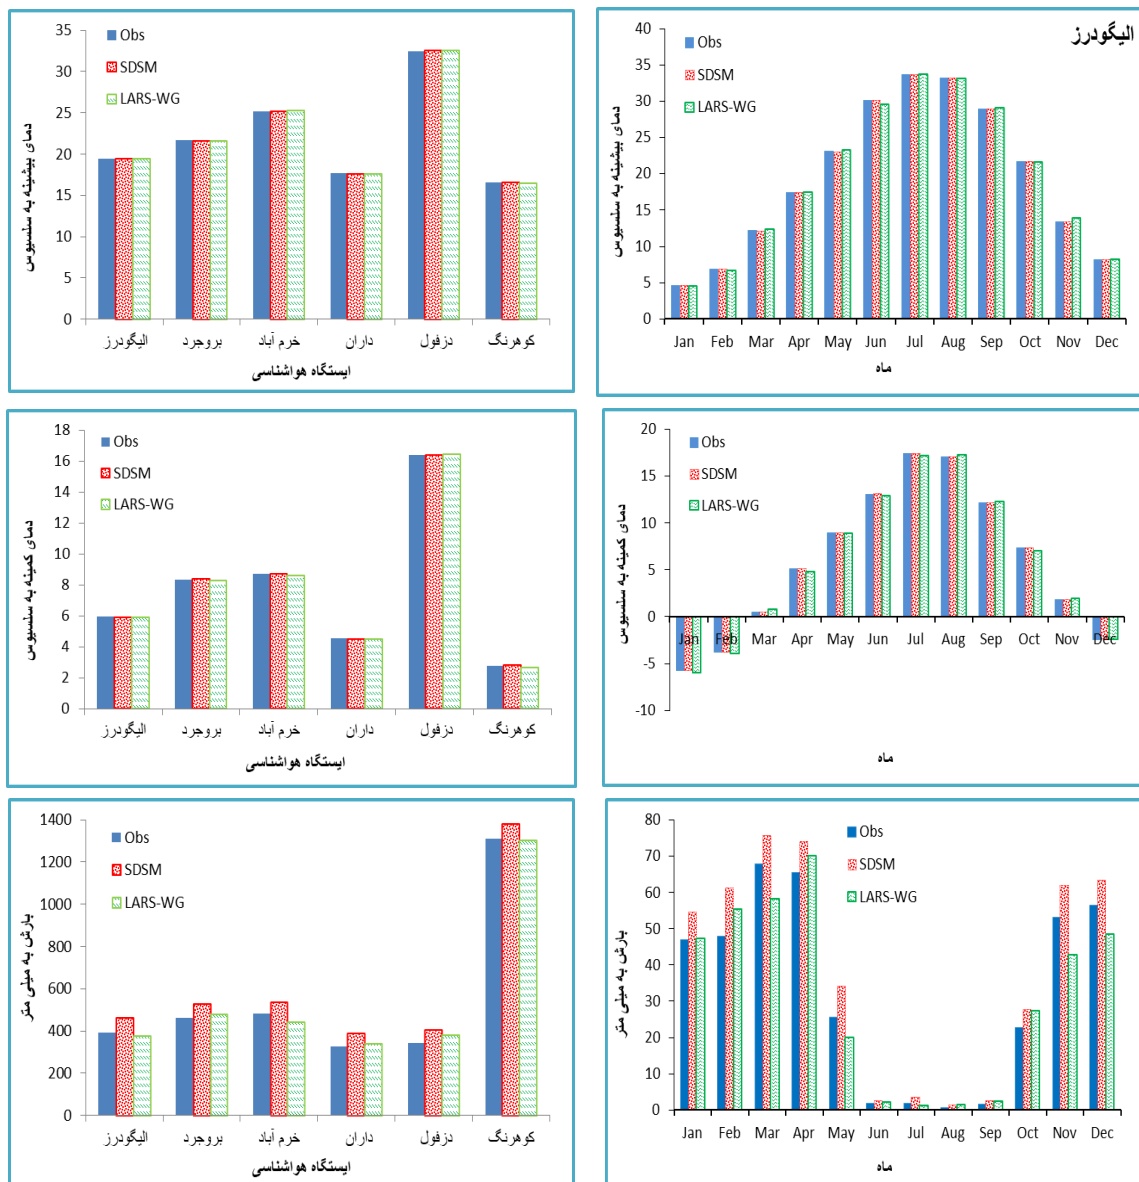 35
30
25
20
15
10
5
0
Obs
SDSM
LARS-WG
دمای بیشینه به سلسیوس
الیگودرز
بروجرد
خرم آباد
داران
دزفول
کوهرنگ
ایستگاه هواشناسی
الیگودرز
40
35
30
25
20
15
10
5
0
Obs
SDSM
LARS-WG
دمای بیشینه به سلسیوس
Jan Feb Mar Apr May Jun Jul Aug Sep Oct Nov Dec
ماه
18
16
14
12
10
8
6
4
2
0
Obs
SDSM
LARS-WG
دمای کمینه به سلسیوس
الیگودرز
بروجرد
خرم آباد
داران
دزفول
کوهرنگ
ایستگاه هواشناسی
20
15
10
5
0
-5
-10
Obs
SDSM
LARS-WG
دمای کمینه به سلسیوس
Jan Feb Mar Apr May Jun Jul Aug Sep Oct Nov Dec
ماه
1400
1200
1000
800
600
400
200
0
Obs
SDSM
LARS-WG
بارش به میلی متر
الیگودرز
بروجرد
خرم آباد
داران
دزفول
کوهرنگ
ایستگاه هواشناسی
80
70
60
50
40
30
20
10
0
Obs
SDSM
LARS-WG
بارش به میلی متر
Jan Feb Mar Apr May Jun Jul Aug Sep Oct Nov Dec
ماه